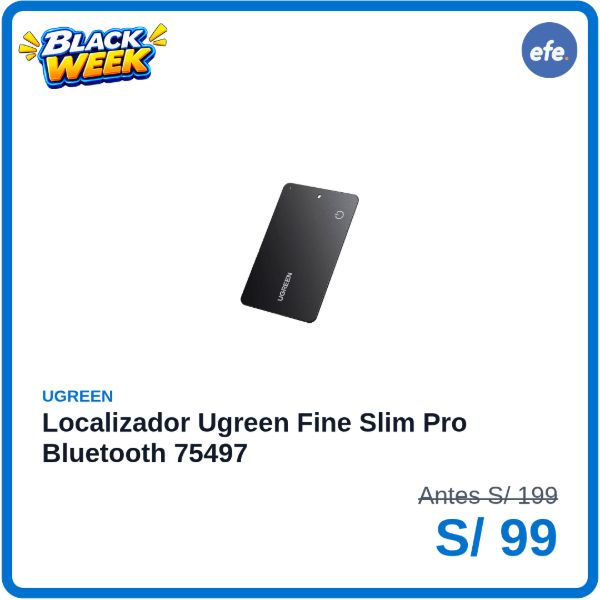 BLACK
WEEK
efe.
UGREEN
UGREEN
Localizador Ugreen Fine Slim Pro
Bluetooth 75497
Antes S/ 199
S/ 99